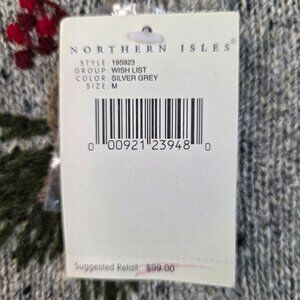 NORTHERN ISLES®
STYLE: 195923
GROUP: WISH LIST
COLOR: SILVER GREY
SIZE: M
0 00921 23948 0
Suggested Retail $99.00